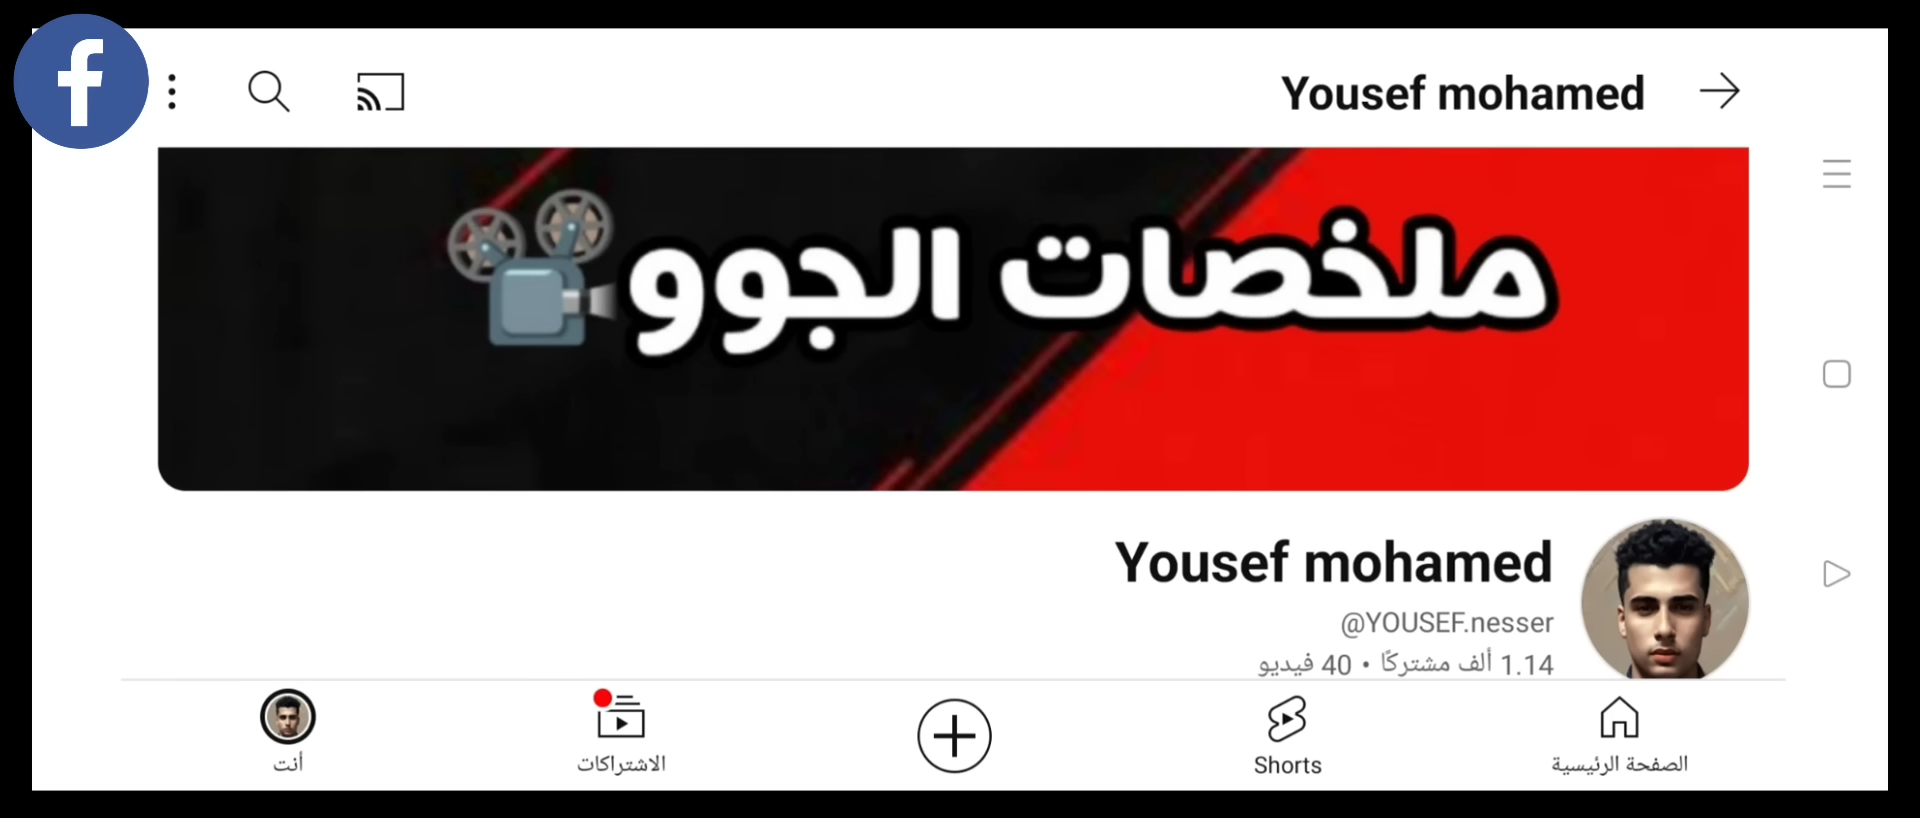 Yousef mohamed
ملخصات الجوو
Yousef mohamed
@YOUSEF.nesser
1.14 ألف مشتركًا • 40 فيديو
الصفحة الرئيسية
Shorts
الاشتراكات
أنت